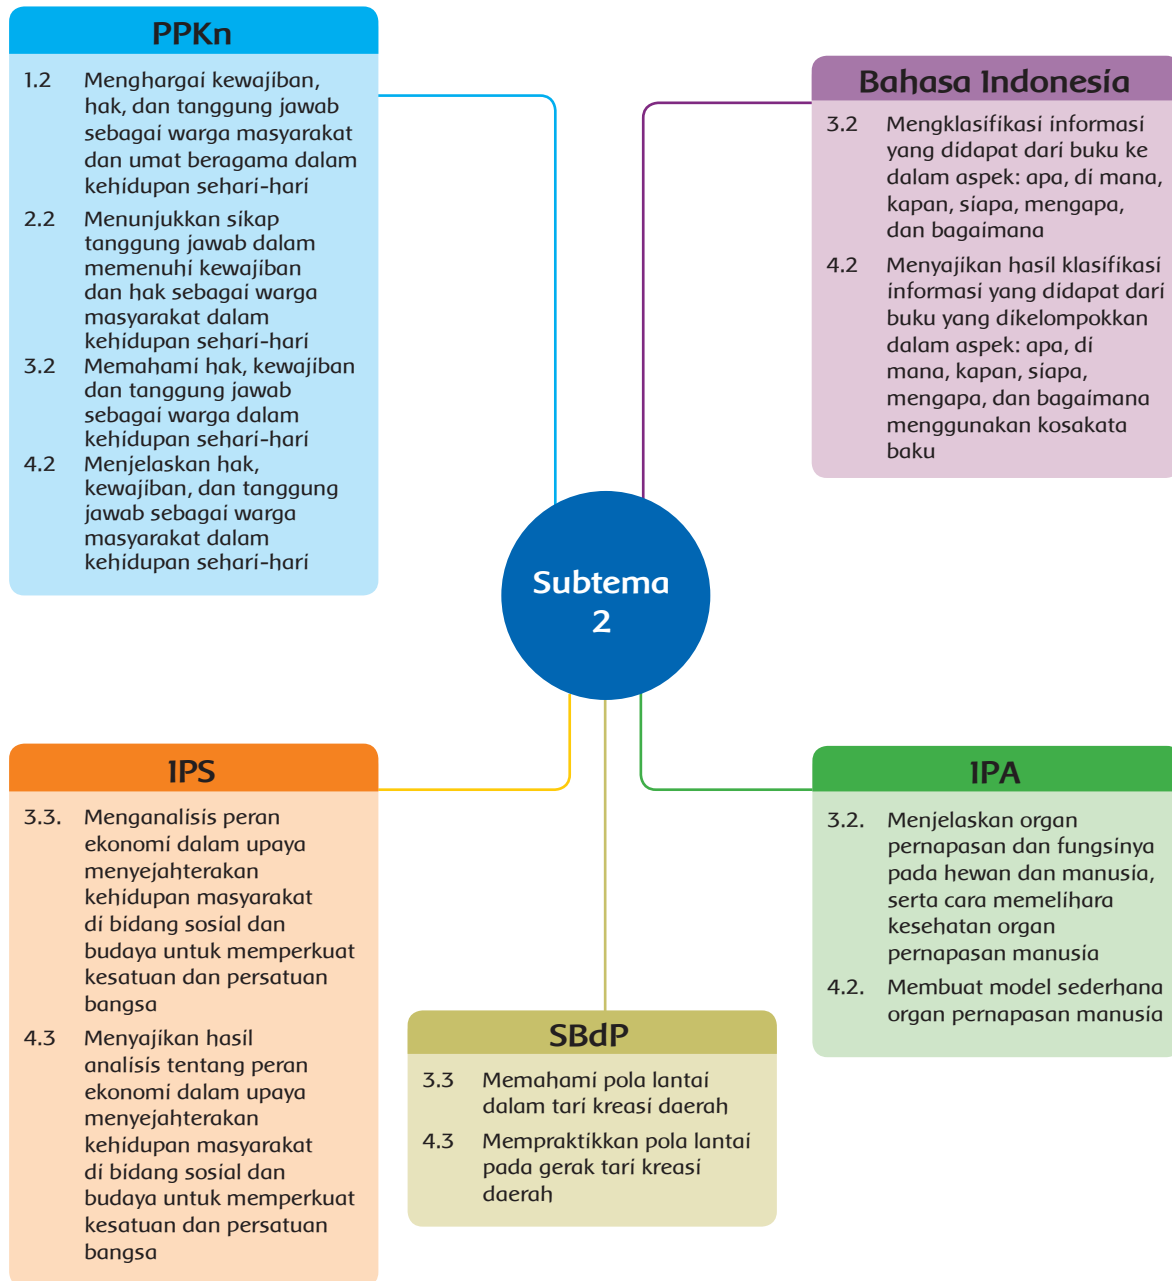 PPKn
1.2 Menghargai kewajiban,
hak, dan tanggung jawab
sebagai warga masyarakat
dan umat beragama dalam
kehidupan sehari-hari
2.2 Menunjukkan sikap
tanggung jawab dalam
memenuhi kewajiban
dan hak sebagai warga
masyarakat dalam
kehidupan sehari-hari
3.2 Memahami hak, kewajiban
dan tanggung jawab
sebagai warga dalam
kehidupan sehari-hari
4.2 Menjelaskan hak,
kewajiban, dan tanggung
jawab sebagai warga
masyarakat dalam
kehidupan sehari-hari
Bahasa Indonesia
3.2 Mengklasifikasi informasi
yang didapat dari buku ke
dalam aspek: apa, di mana,
kapan, siapa, mengapa,
dan bagaimana
4.2 Menyajikan hasil klasifikasi
informasi yang didapat dari
buku yang dikelompokkan
dalam aspek: apa, di
mana, kapan, siapa,
mengapa, dan bagaimana
menggunakan kosakata
baku
Subtema
2
IPS
3.3. Menganalisis peran
ekonomi dalam upaya
menyejahterakan
kehidupan masyarakat
di bidang sosial dan
budaya untuk memperkuat
kesatuan dan persatuan
bangsa
4.3 Menyajikan hasil
analisis tentang peran
ekonomi dalam upaya
menyejahterakan
kehidupan masyarakat
di bidang sosial dan
budaya untuk memperkuat
kesatuan dan persatuan
bangsa
SBdP
3.3 Memahami pola lantai
dalam tari kreasi daerah
4.3 Mempraktikkan pola lantai
pada gerak tari kreasi
daerah
IPA
3.2. Menjelaskan organ
pernapasan dan fungsinya
pada hewan dan manusia,
serta cara memelihara
kesehatan organ
pernapasan manusia
4.2. Membuat model sederhana
organ pernapasan manusia